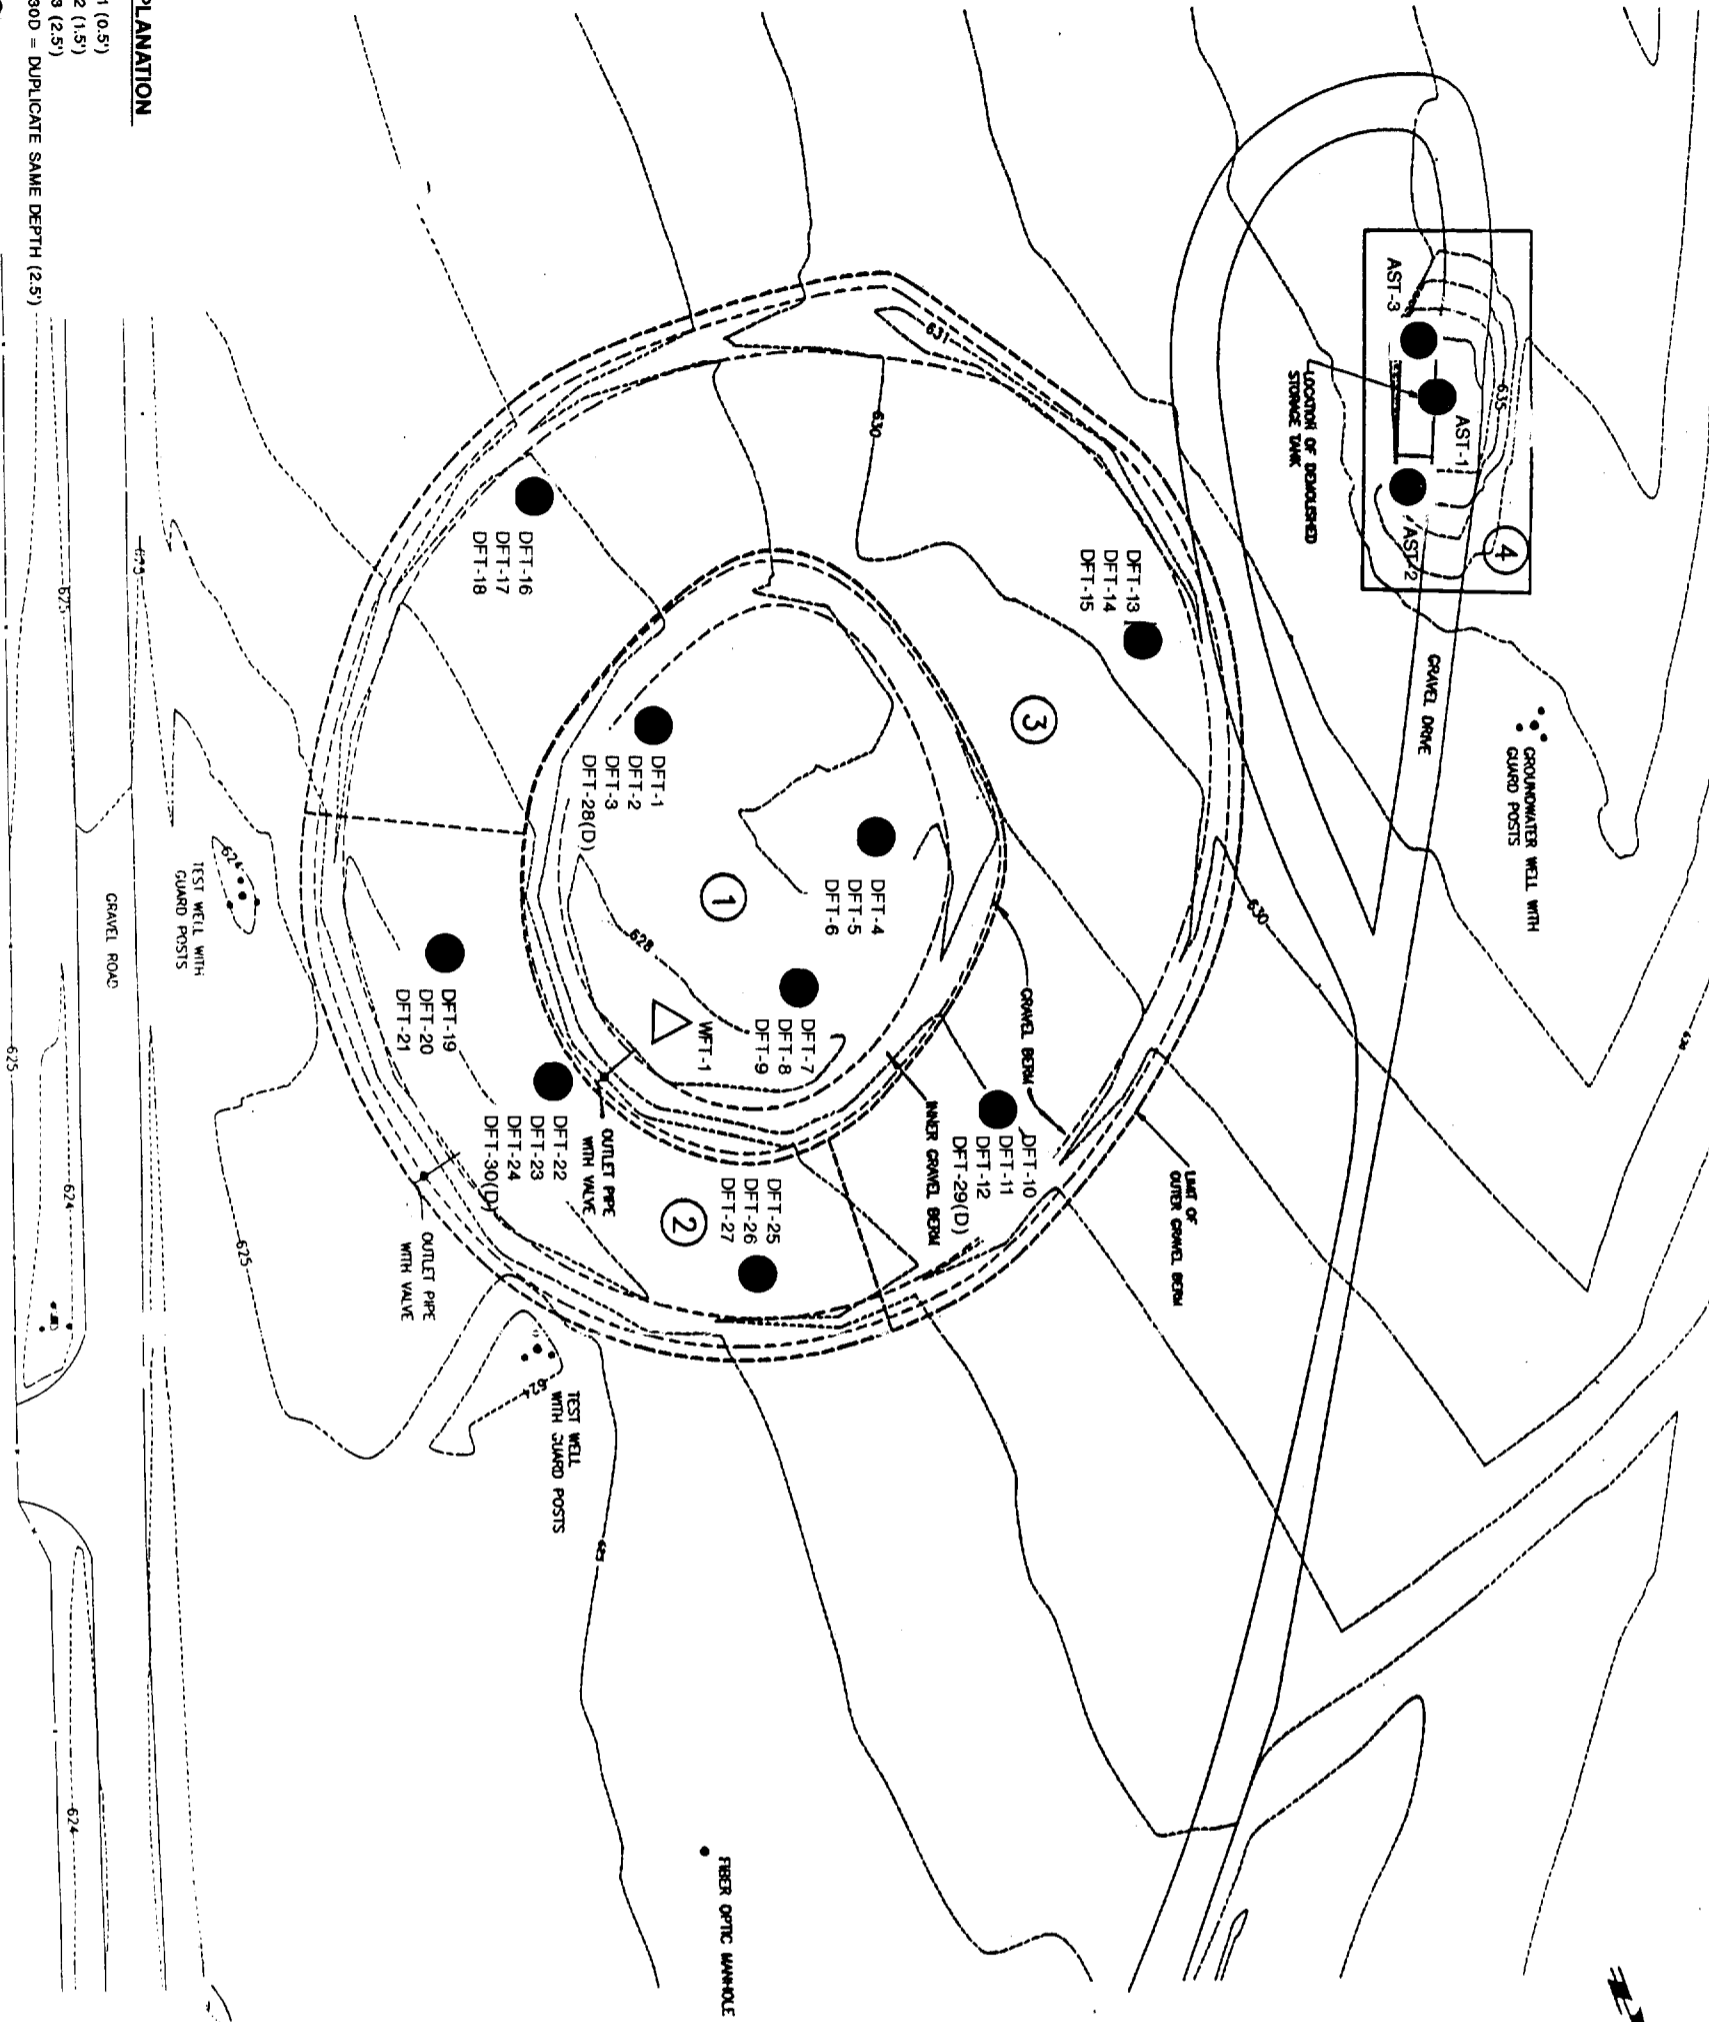 PLANATION
1 (0.5')
2 (1.5')
3 (2.5')
30D = DUPLICATE SAME DEPTH (2.5')
AST-3
AST-1
AST-2
635
4
LOCATION OF DEMOLISHED
STORAGE TANK
GRAVEL DRIVE
GROUNDWATER WELL WITH
GUARD POSTS
631
630
DFT-13
DFT-14
DFT-15
3
DFT-16
DFT-17
DFT-18
DFT-1
DFT-2
DFT-3
DFT-28(D)
DFT-4
DFT-5
DFT-6
1
628
DFT-7
DFT-8
DFT-9
WFT-1
630
GRAVEL BERM
INNER GRAVEL BERM
DFT-10
DFT-11
DFT-12
DFT-29(D)
LIMIT OF
OUTER GRAVEL BERM
DFT-19
DFT-20
DFT-21
DFT-22
DFT-23
DFT-24
DFT-30(D)
OUTLET PIPE
WITH VALVE
2
DFT-25
DFT-26
DFT-27
OUTLET PIPE
WITH VALVE
624
TEST WELL WITH
GUARD POSTS
GRAVEL ROAD
625
625
625
625
624
624
624
TEST WELL
WITH GUARD POSTS
FIBER OPTIC MANHOLE